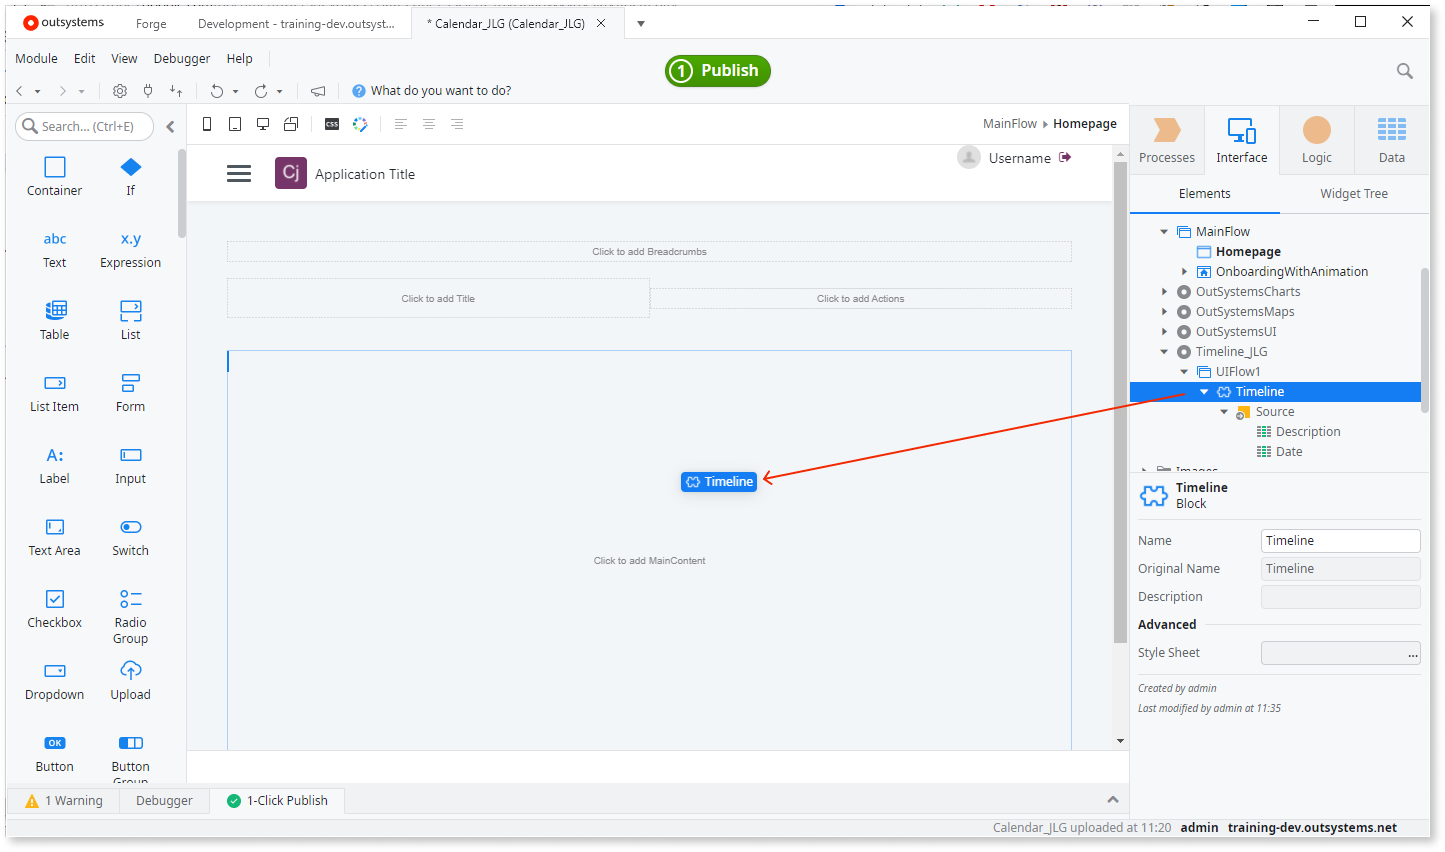 outsystems
Forge
Development - training-dev.outsyst...
* Calendar_JLG (Calendar_JLG)
Module Edit View Debugger Help
1 Publish
What do you want to do?
Search... (Ctrl+E)
css
MainFlow Homepage
Processes Interface Logic Data
Container If
abc x.y
Text Expression
Table List
List Item Form
A:
Label Input
Text Area Switch
Checkbox Radio Group
Dropdown Upload
OK
Button Button Group
Cj Application Title
Username
Click to add Breadcrumbs
Click to add Title
Click to add Actions
Timeline
Click to add MainContent
Elements Widget Tree
MainFlow
Homepage
OnboardingWithAnimation
OutSystemsCharts
OutSystemsMaps
OutSystemsUI
Timeline_JLG
UIFlow1
Timeline
Source
Description
Date
Images
Timeline
Block
Name Timeline
Original Name Timeline
Description
Advanced
Style Sheet ...
Created by admin
Last modified by admin at 11:35
1 Warning Debugger 1-Click Publish
Calendar_JLG uploaded at 11:20 admin training-dev.outsystems.net